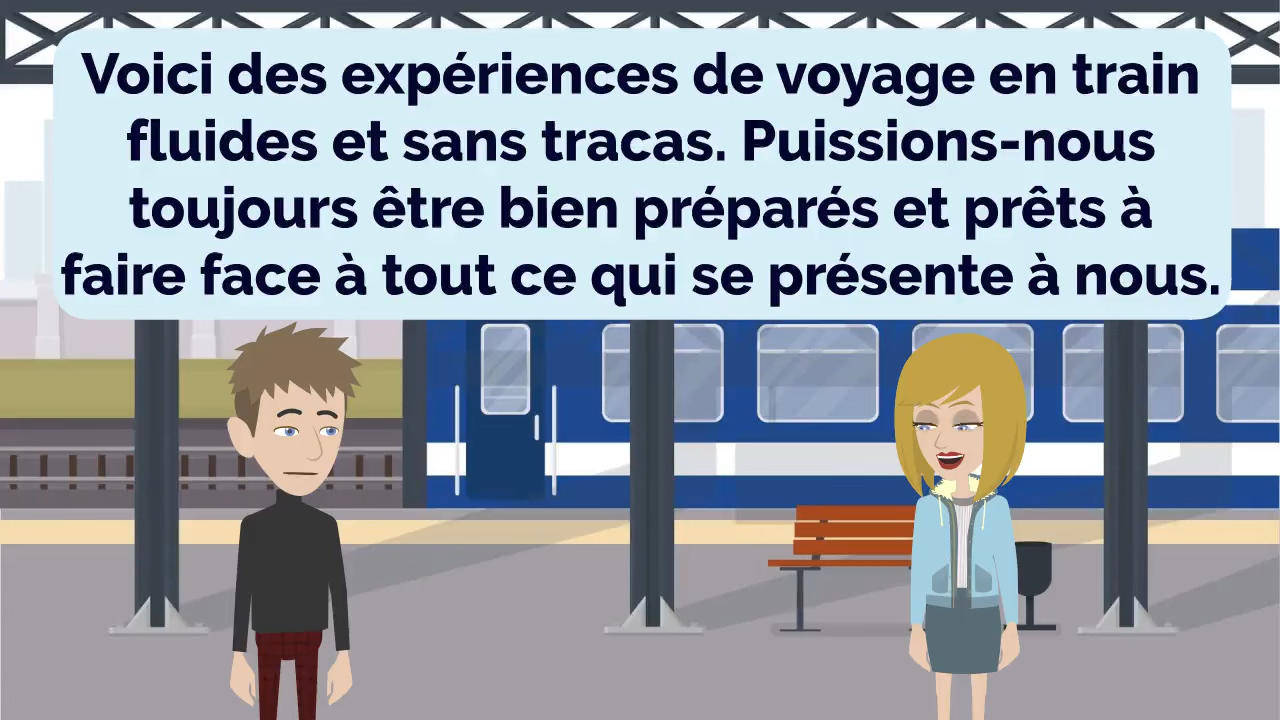 Voici des expériences de voyage en train
fluides et sans tracas. Puissions-nous
toujours être bien préparés et prêts à
faire face à tout ce qui se présente à nous.